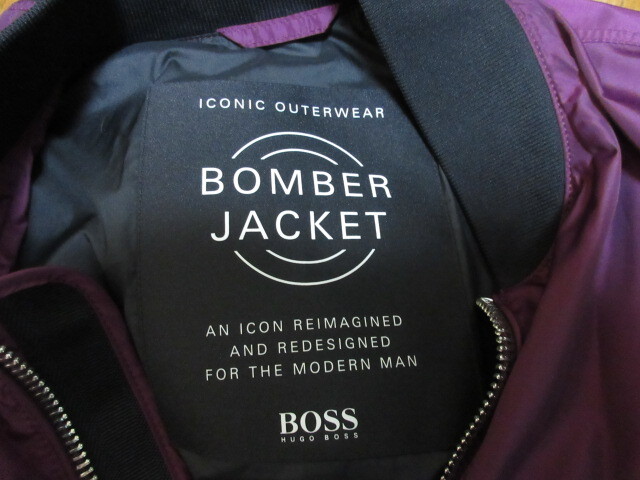 ICONIC OUTERWEAR
BOMBER
JACKET
AN ICON REIMAGINED
AND REDESIGNED
FOR THE MODERN MAN
BOSS
HUGO BOSS